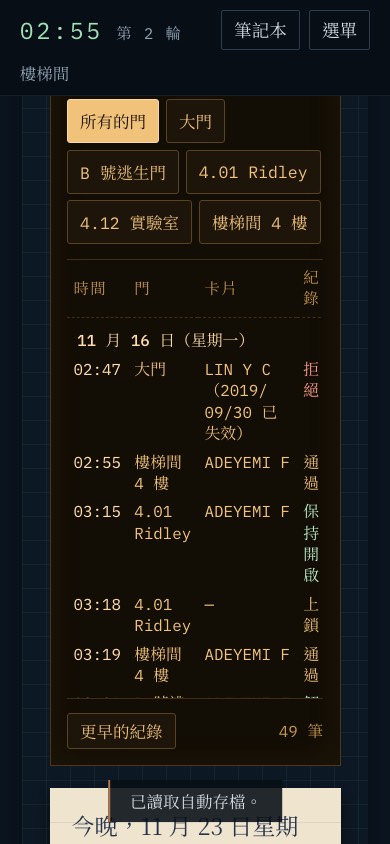 02:55 第 2 輪 筆記本 選單
樓梯間
所有的門 大門
B 號逃生門 4.01 Ridley
4.12 實驗室 樓梯間 4 樓
時間 門 卡片 紀錄
11 月 16 日（星期一）
02:47 大門 LIN Y C（2019/09/30 已失效） 拒絕
02:55 樓梯間 4 樓 ADEYEMI F 通過
03:15 4.01 Ridley ADEYEMI F 保持開啟
03:18 4.01 Ridley — 上鎖
03:19 樓梯間 4 樓 ADEYEMI F 通過
更早的紀錄 49 筆
已讀取自動存檔。
今晚，11 月 23 日星期